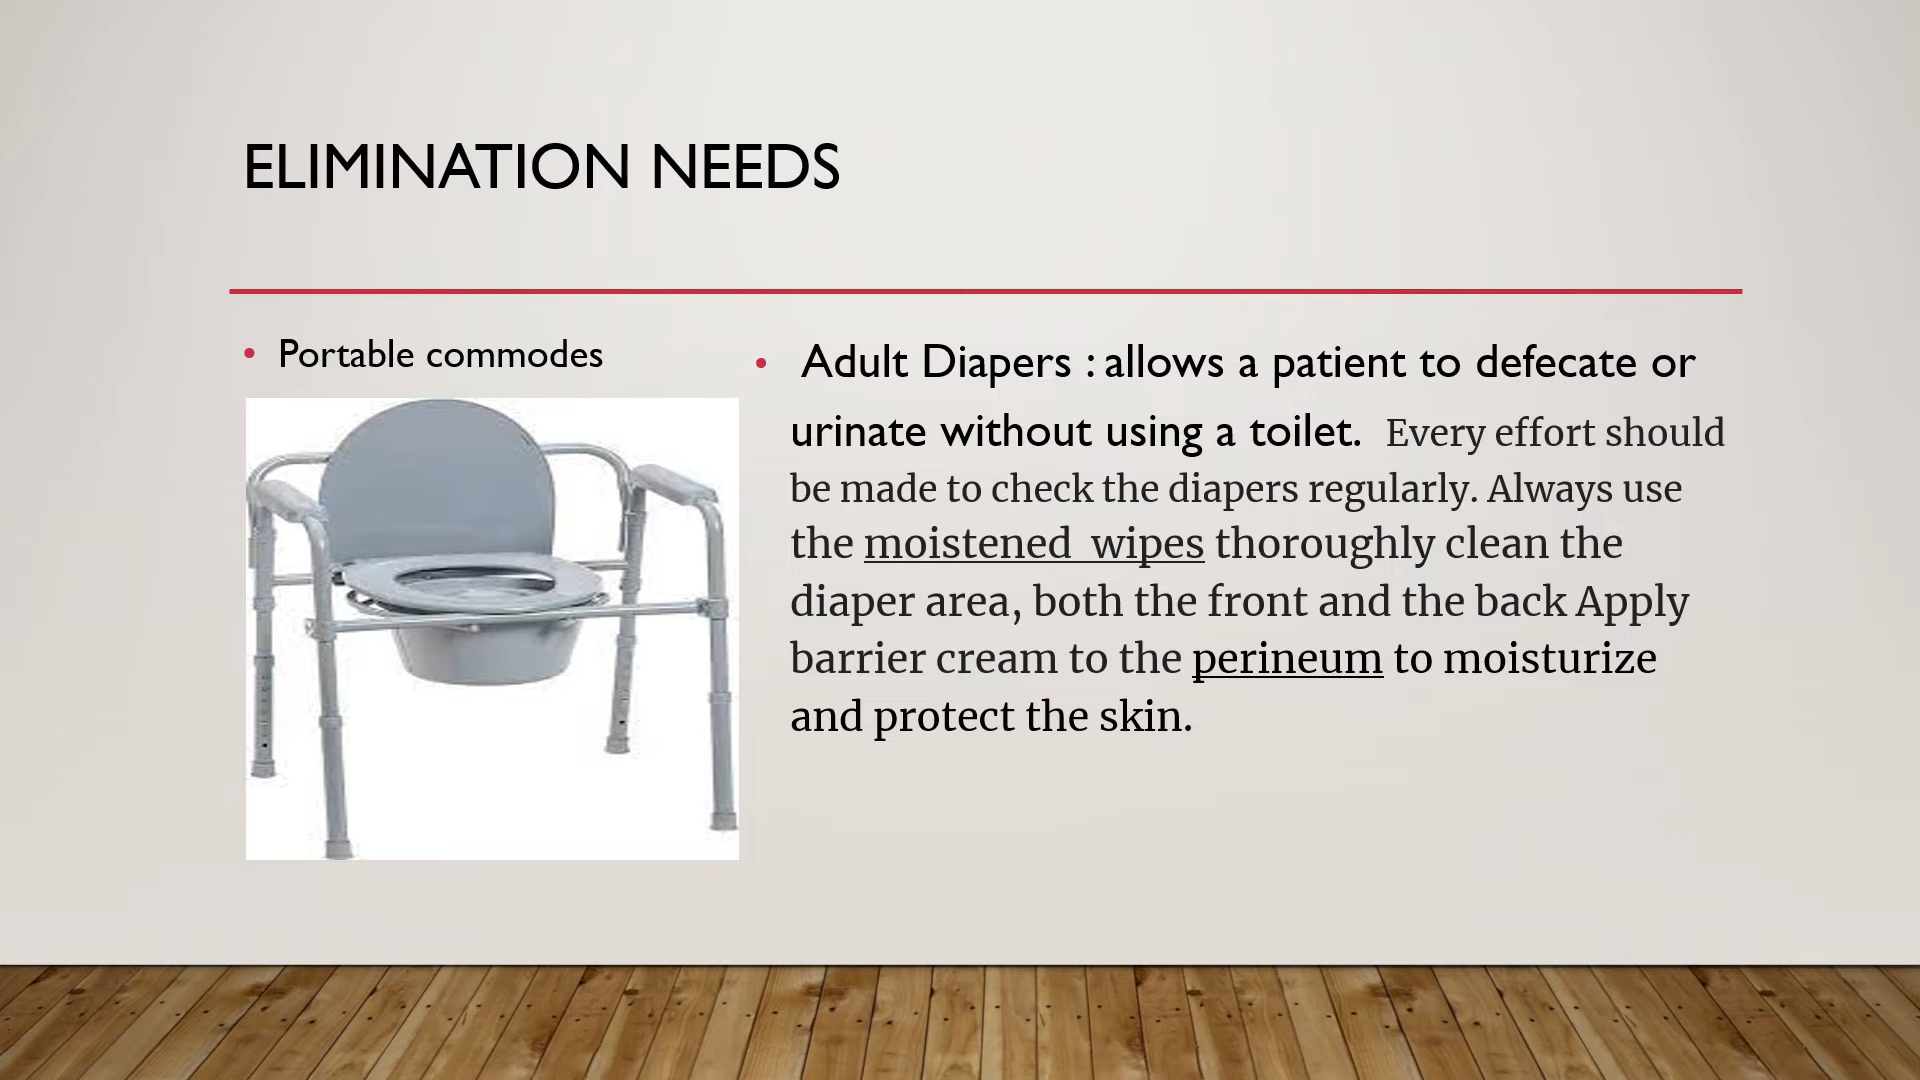 ELIMINATION NEEDS
• Portable commodes
• Adult Diapers : allows a patient to defecate or
urinate without using a toilet. Every effort should
be made to check the diapers regularly. Always use
the moistened  wipes thoroughly clean the
diaper area, both the front and the back Apply
barrier cream to the perineum to moisturize
and protect the skin.